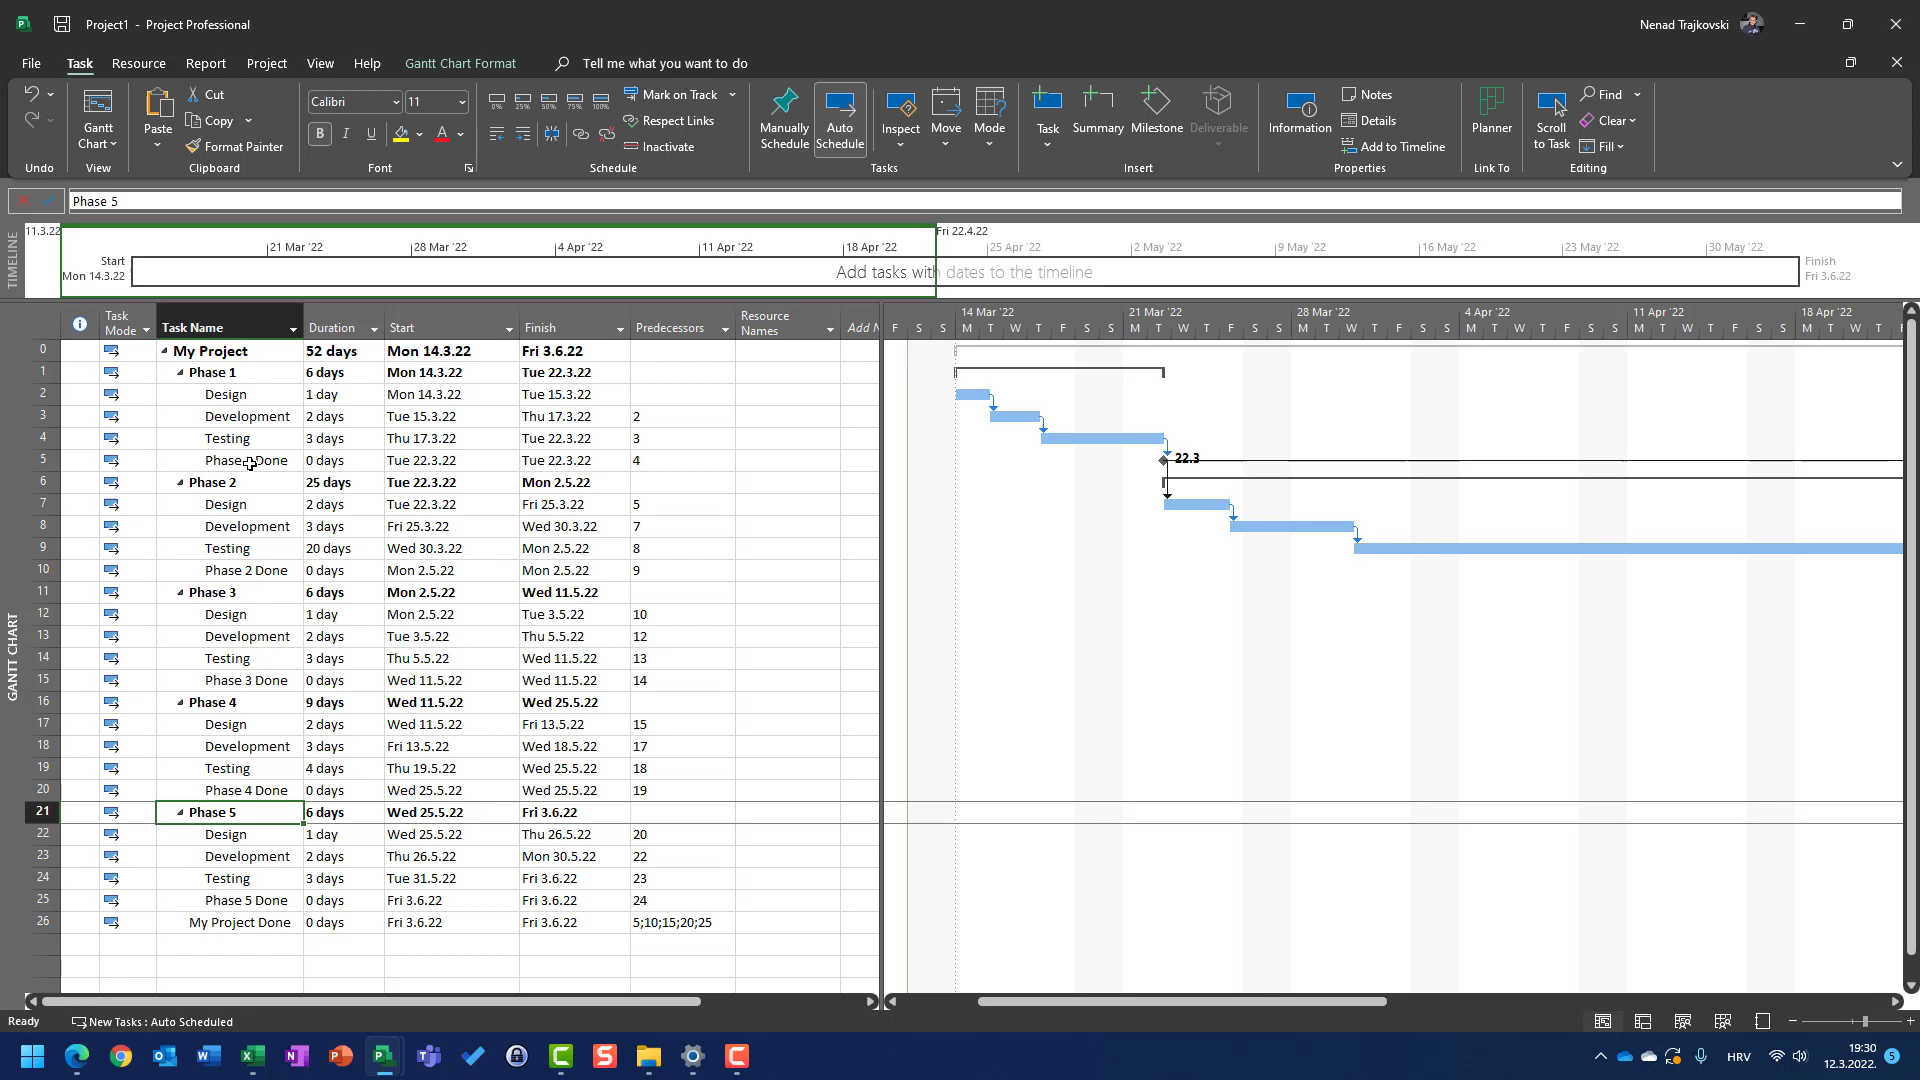 Project1 - Project Professional
Nenad Trajkovski
File Task Resource Report Project View Help Gantt Chart Format Tell me what you want to do
Undo
Gantt Chart
View
Paste
Cut
Copy
Format Painter
Clipboard
Calibri 11
B I U A
Font
0% 25% 50% 75% 100%
Mark on Track
Respect Links
Inactivate
Schedule
Manually Schedule
Auto Schedule
Inspect
Move
Mode
Tasks
Task
Summary
Milestone
Deliverable
Insert
Information
Notes
Details
Add to Timeline
Properties
Planner
Link To
Scroll to Task
Find
Clear
Fill
Editing
Phase 5
TIMELINE
11.3.22 Fri 22.4.22
21 Mar '22 28 Mar '22 4 Apr '22 11 Apr '22 18 Apr '22 25 Apr '22 2 May '22 9 May '22 16 May '22 23 May '22 30 May '22
Start
Mon 14.3.22
Add tasks with dates to the timeline
Finish
Fri 3.6.22
GANTT CHART
Task Mode Task Name Duration Start Finish Predecessors Resource Names Add N
14 Mar '22 21 Mar '22 28 Mar '22 4 Apr '22 11 Apr '22 18 Apr '22
F S S M T W T F S S M T W T F S S M T W T F S S M T W T F S S M T W T F S S M T W T F
0 My Project 52 days Mon 14.3.22 Fri 3.6.22
1 Phase 1 6 days Mon 14.3.22 Tue 22.3.22
2 Design 1 day Mon 14.3.22 Tue 15.3.22
3 Development 2 days Tue 15.3.22 Thu 17.3.22 2
4 Testing 3 days Thu 17.3.22 Tue 22.3.22 3
5 Phase Done 0 days Tue 22.3.22 Tue 22.3.22 4
22.3
6 Phase 2 25 days Tue 22.3.22 Mon 2.5.22
7 Design 2 days Tue 22.3.22 Fri 25.3.22 5
8 Development 3 days Fri 25.3.22 Wed 30.3.22 7
9 Testing 20 days Wed 30.3.22 Mon 2.5.22 8
10 Phase 2 Done 0 days Mon 2.5.22 Mon 2.5.22 9
11 Phase 3 6 days Mon 2.5.22 Wed 11.5.22
12 Design 1 day Mon 2.5.22 Tue 3.5.22 10
13 Development 2 days Tue 3.5.22 Thu 5.5.22 12
14 Testing 3 days Thu 5.5.22 Wed 11.5.22 13
15 Phase 3 Done 0 days Wed 11.5.22 Wed 11.5.22 14
16 Phase 4 9 days Wed 11.5.22 Wed 25.5.22
17 Design 2 days Wed 11.5.22 Fri 13.5.22 15
18 Development 3 days Fri 13.5.22 Wed 18.5.22 17
19 Testing 4 days Thu 19.5.22 Wed 25.5.22 18
20 Phase 4 Done 0 days Wed 25.5.22 Wed 25.5.22 19
21 Phase 5 6 days Wed 25.5.22 Fri 3.6.22
22 Design 1 day Wed 25.5.22 Thu 26.5.22 20
23 Development 2 days Thu 26.5.22 Mon 30.5.22 22
24 Testing 3 days Tue 31.5.22 Fri 3.6.22 23
25 Phase 5 Done 0 days Fri 3.6.22 Fri 3.6.22 24
26 My Project Done 0 days Fri 3.6.22 Fri 3.6.22 5;10;15;20;25
Ready New Tasks : Auto Scheduled
HRV
19:30
12.3.2022.
5